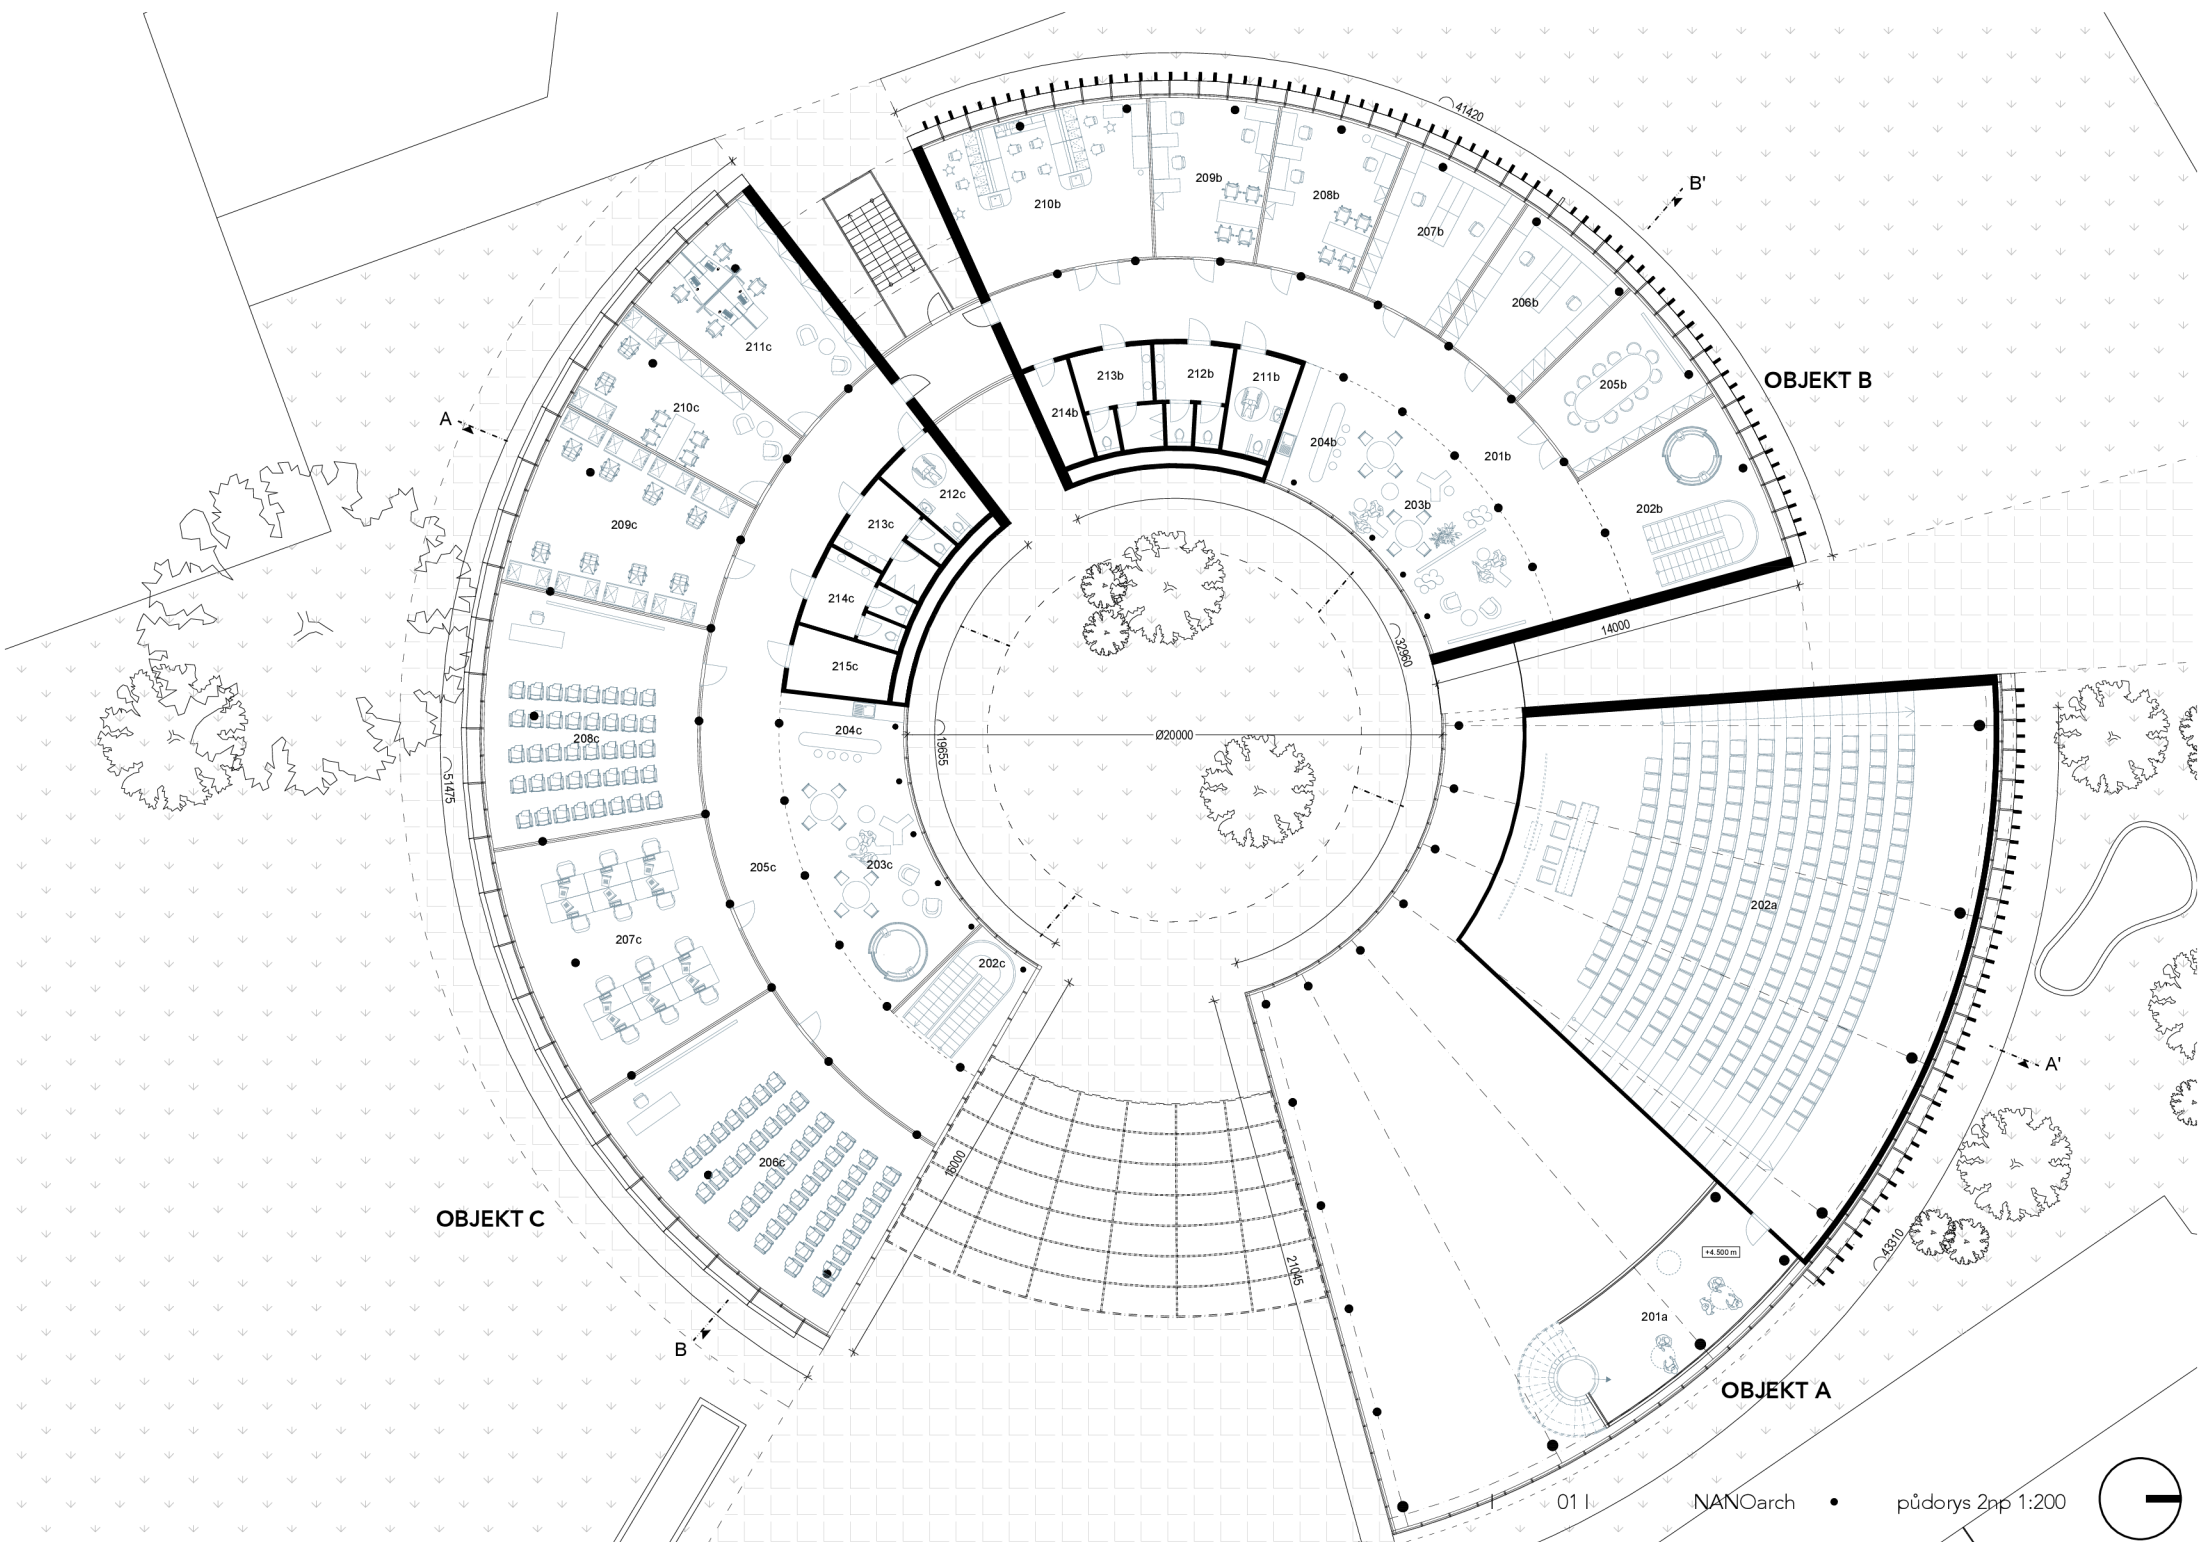 41420
B'
210b
209b
208b
207b
206b
205b
OBJEKT B
211c
213b
212b
211b
214b
210c
A
204b
201b
203b
202b
209c
212c
213c
214c
215c
32960
14000
204c
208c
19655
Ø20000
51475
205c
203c
202a
207c
202c
A'
206c
16000
OBJEKT C
21045
43310
+4.500 m
201a
B
OBJEKT A
01 |
NANOarch • půdorys 2np 1:200